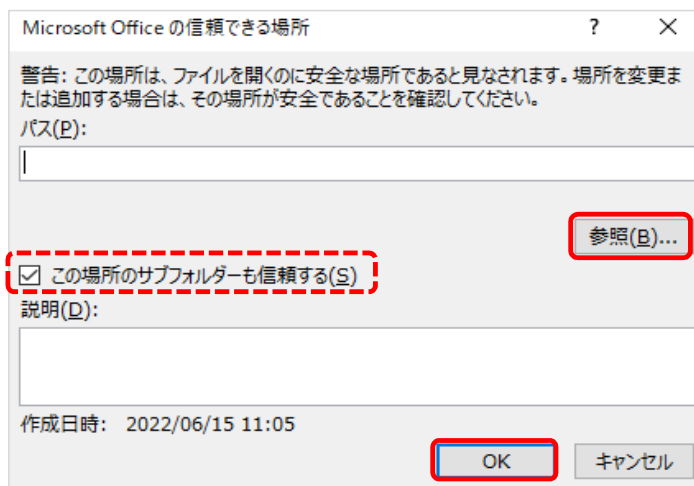 Microsoft Office の信頼できる場所 ? ×
警告: この場所は、ファイルを開くのに安全な場所であると見なされます。場所を変更ま
たは追加する場合は、その場所が安全であることを確認してください。
パス(P):
参照(B)...
この場所のサブフォルダーも信頼する(S)
説明(D):
作成日時: 2022/06/15 11:05
OK キャンセル